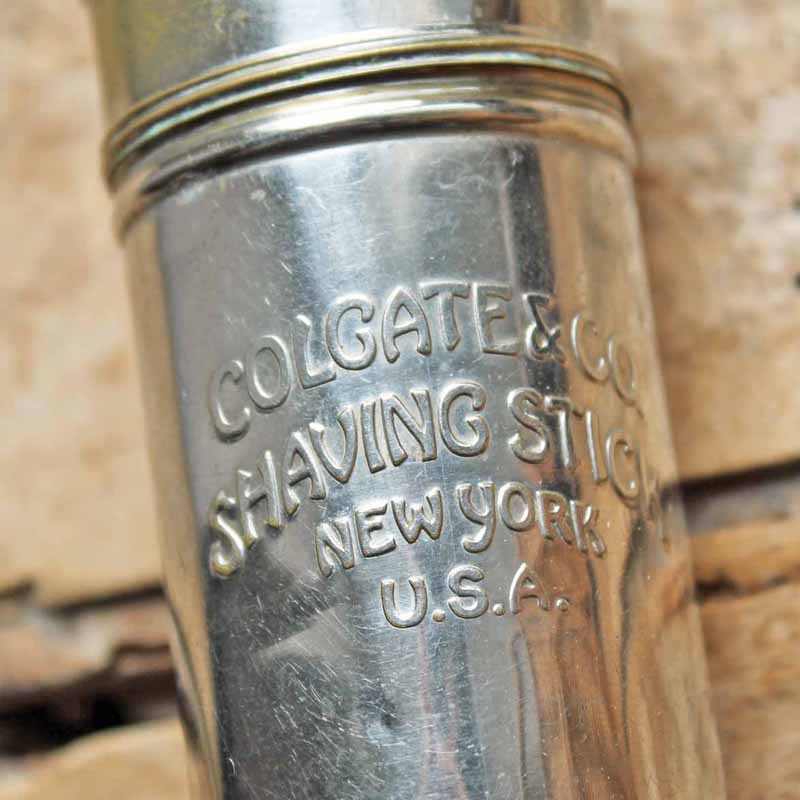 COLGATE & CO.
SHAVING STICK
NEW YORK
U.S.A.